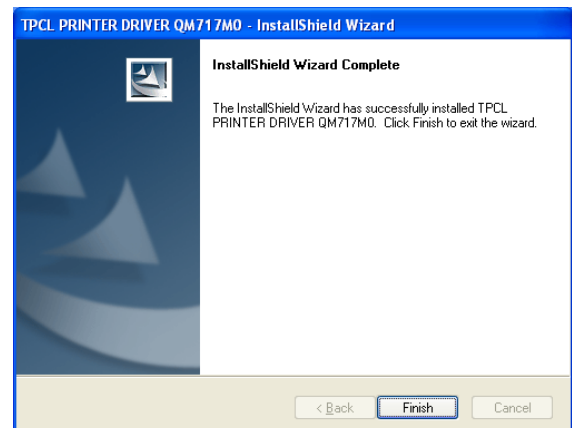 TPCL PRINTER DRIVER QM717M0 - InstallShield Wizard
InstallShield Wizard Complete
The InstallShield Wizard has successfully installed TPCL
PRINTER DRIVER QM717M0. Click Finish to exit the wizard.
< Back
Finish
Cancel